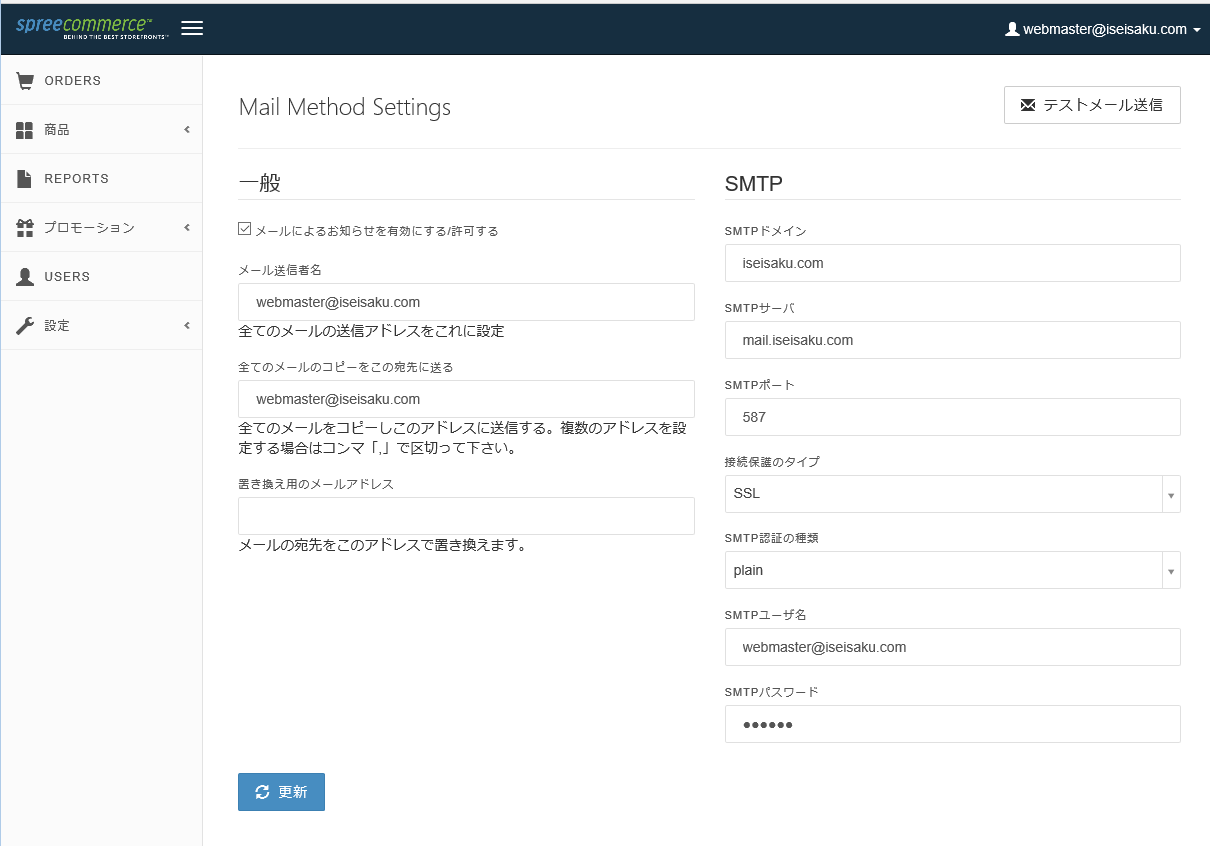 spreecommerce™
BEHIND THE BEST STOREFRONTS™
webmaster@iseisaku.com
ORDERS
商品
REPORTS
プロモーション
USERS
設定
Mail Method Settings
テストメール送信
一般
メールによるお知らせを有効にする/許可する
メール送信者名
webmaster@iseisaku.com
全てのメールの送信アドレスをこれに設定
全てのメールのコピーをこの宛先に送る
webmaster@iseisaku.com
全てのメールをコピーしこのアドレスに送信する。複数のアドレスを設
定する場合はコンマ「,」で区切って下さい。
置き換え用のメールアドレス
メールの宛先をこのアドレスで置き換えます。
SMTP
SMTPドメイン
iseisaku.com
SMTPサーバ
mail.iseisaku.com
SMTPポート
587
接続保護のタイプ
SSL
SMTP認証の種類
plain
SMTPユーザ名
webmaster@iseisaku.com
SMTPパスワード
●●●●●●
更新